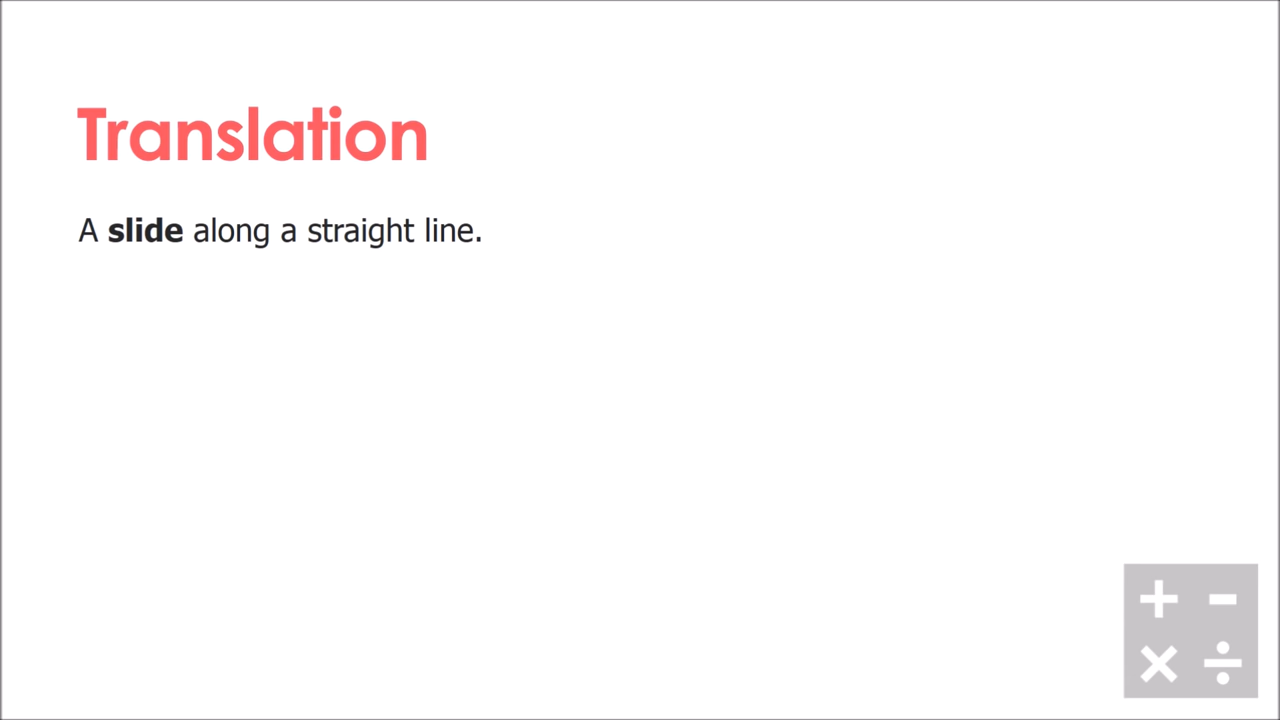 Translation
A slide along a straight line.
+ -
× ÷